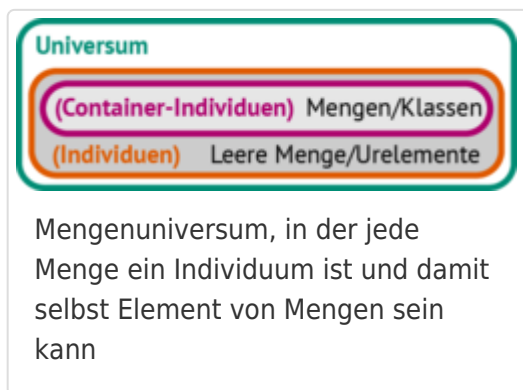 Universum
(Container-Individuen) Mengen/Klassen
(Individuen) Leere Menge/Urelemente
Mengenuniversum, in der jede
Menge ein Individuum ist und damit
selbst Element von Mengen sein
kann